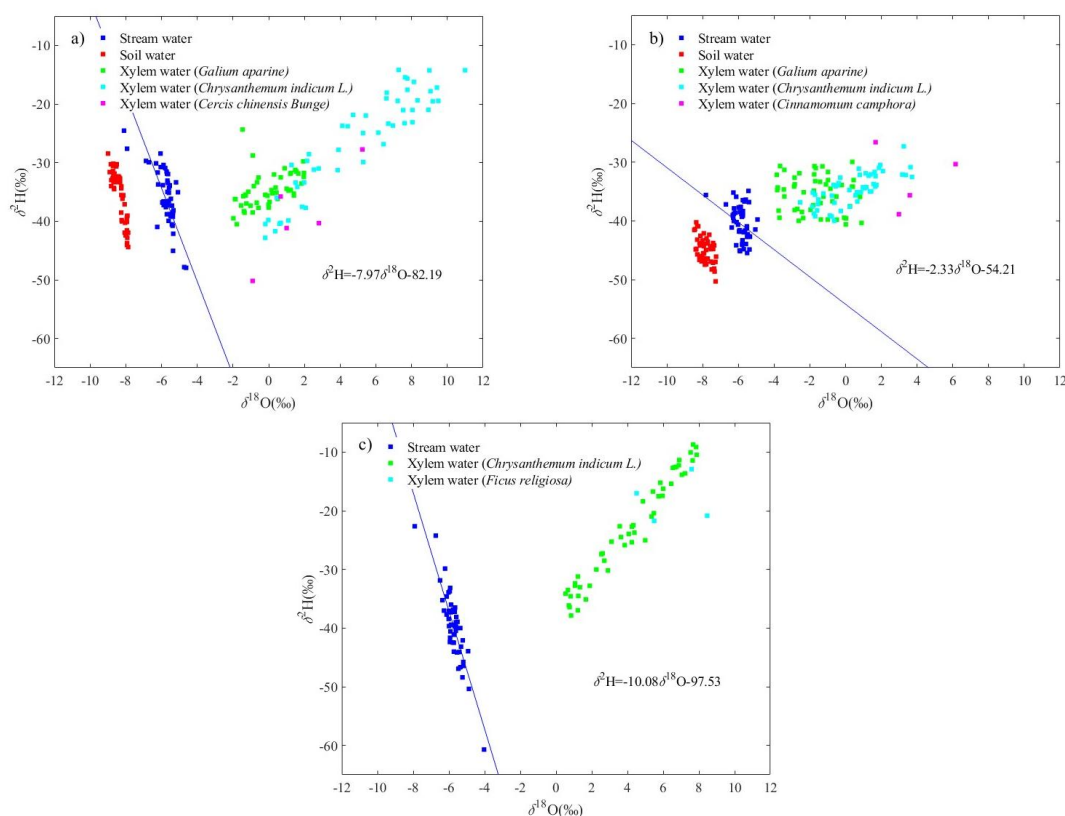 a)
Stream water
Soil water
Xylem water (Galium aparine)
Xylem water (Chrysanthemum indicum L.)
Xylem water (Cercis chinensis Bunge)
-10
-20
-30
-40
-50
-60
δ²H(‰)
δ²H=-7.97δ¹⁸O-82.19
-12 -10 -8 -6 -4 -2 0 2 4 6 8 10 12
δ¹⁸O(‰)
b)
Stream water
Soil water
Xylem water (Galium aparine)
Xylem water (Chrysanthemum indicum L.)
Xylem water (Cinnamomum camphora)
-10
-20
-30
-40
-50
-60
δ²H(‰)
δ²H=-2.33δ¹⁸O-54.21
-12 -10 -8 -6 -4 -2 0 2 4 6 8 10 12
δ¹⁸O(‰)
c)
Stream water
Xylem water (Chrysanthemum indicum L.)
Xylem water (Ficus religiosa)
-10
-20
-30
-40
-50
-60
δ²H(‰)
δ²H=-10.08δ¹⁸O-97.53
-12 -10 -8 -6 -4 -2 0 2 4 6 8 10 12
δ¹⁸O(‰)